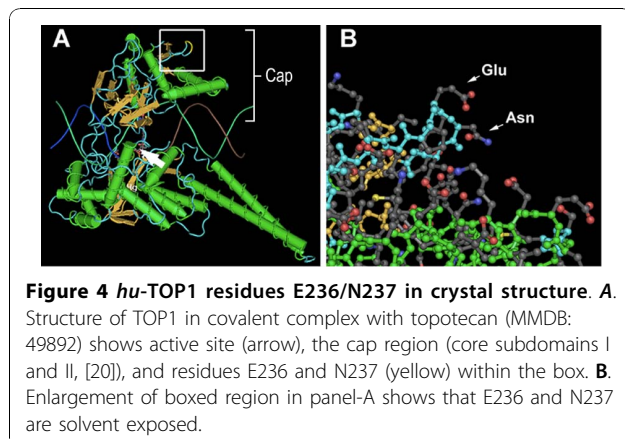 A
Cap
B
Glu
Asn
Figure 4 hu-TOP1 residues E236/N237 in crystal structure. A.
Structure of TOP1 in covalent complex with topotecan (MMDB:
49892) shows active site (arrow), the cap region (core subdomains I
and II, [20]), and residues E236 and N237 (yellow) within the box. B.
Enlargement of boxed region in panel-A shows that E236 and N237
are solvent exposed.